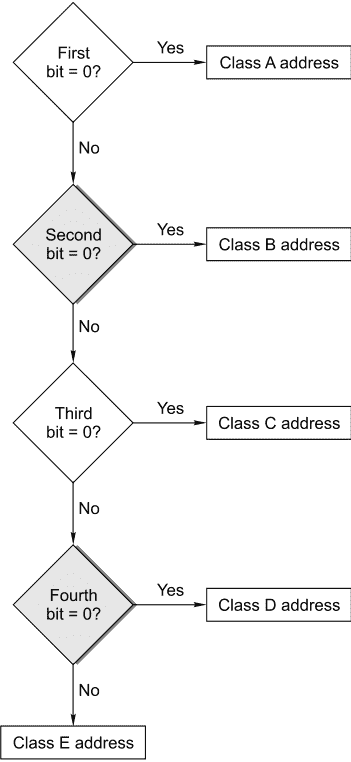 First
bit = 0?
Yes
Class A address
No
Second
bit = 0?
Yes
Class B address
No
Third
bit = 0?
Yes
Class C address
No
Fourth
bit = 0?
Yes
Class D address
No
Class E address